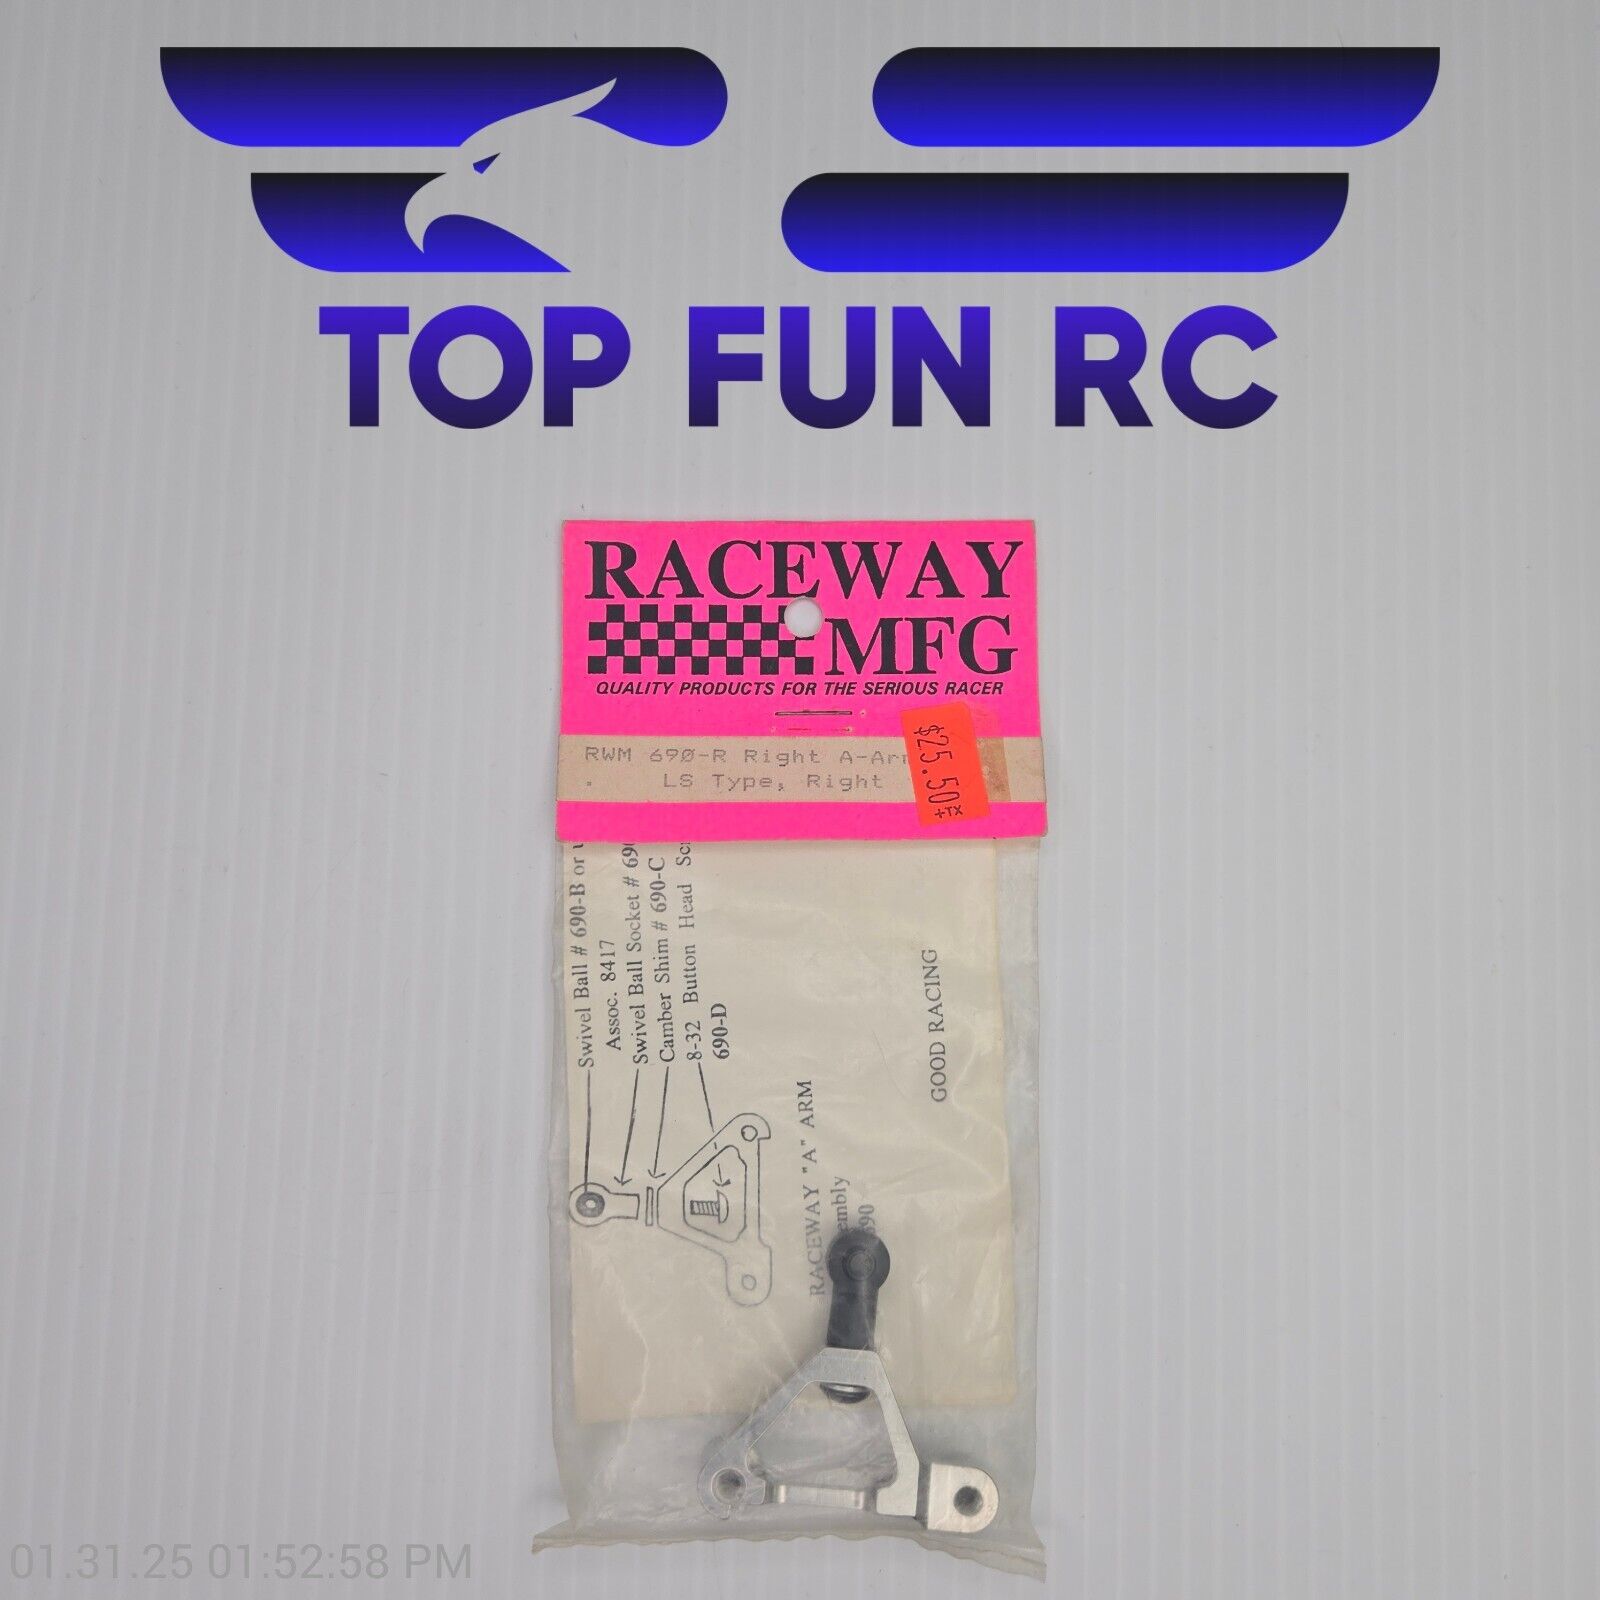 TOP FUN RC
RACEWAY
MFG
QUALITY PRODUCTS FOR THE SERIOUS RACER
$25.50
+TX
RWM 690-R Right
. LS Type, Right
Swivel Ball # 690-B or
Assoc. 8417
Swivel Ball Socket #
Camber Shim # 690-C
8-32 Button Head
690-D
RACEWAY "A" ARM
GOOD RACING
01.31.25 01:52:58 PM